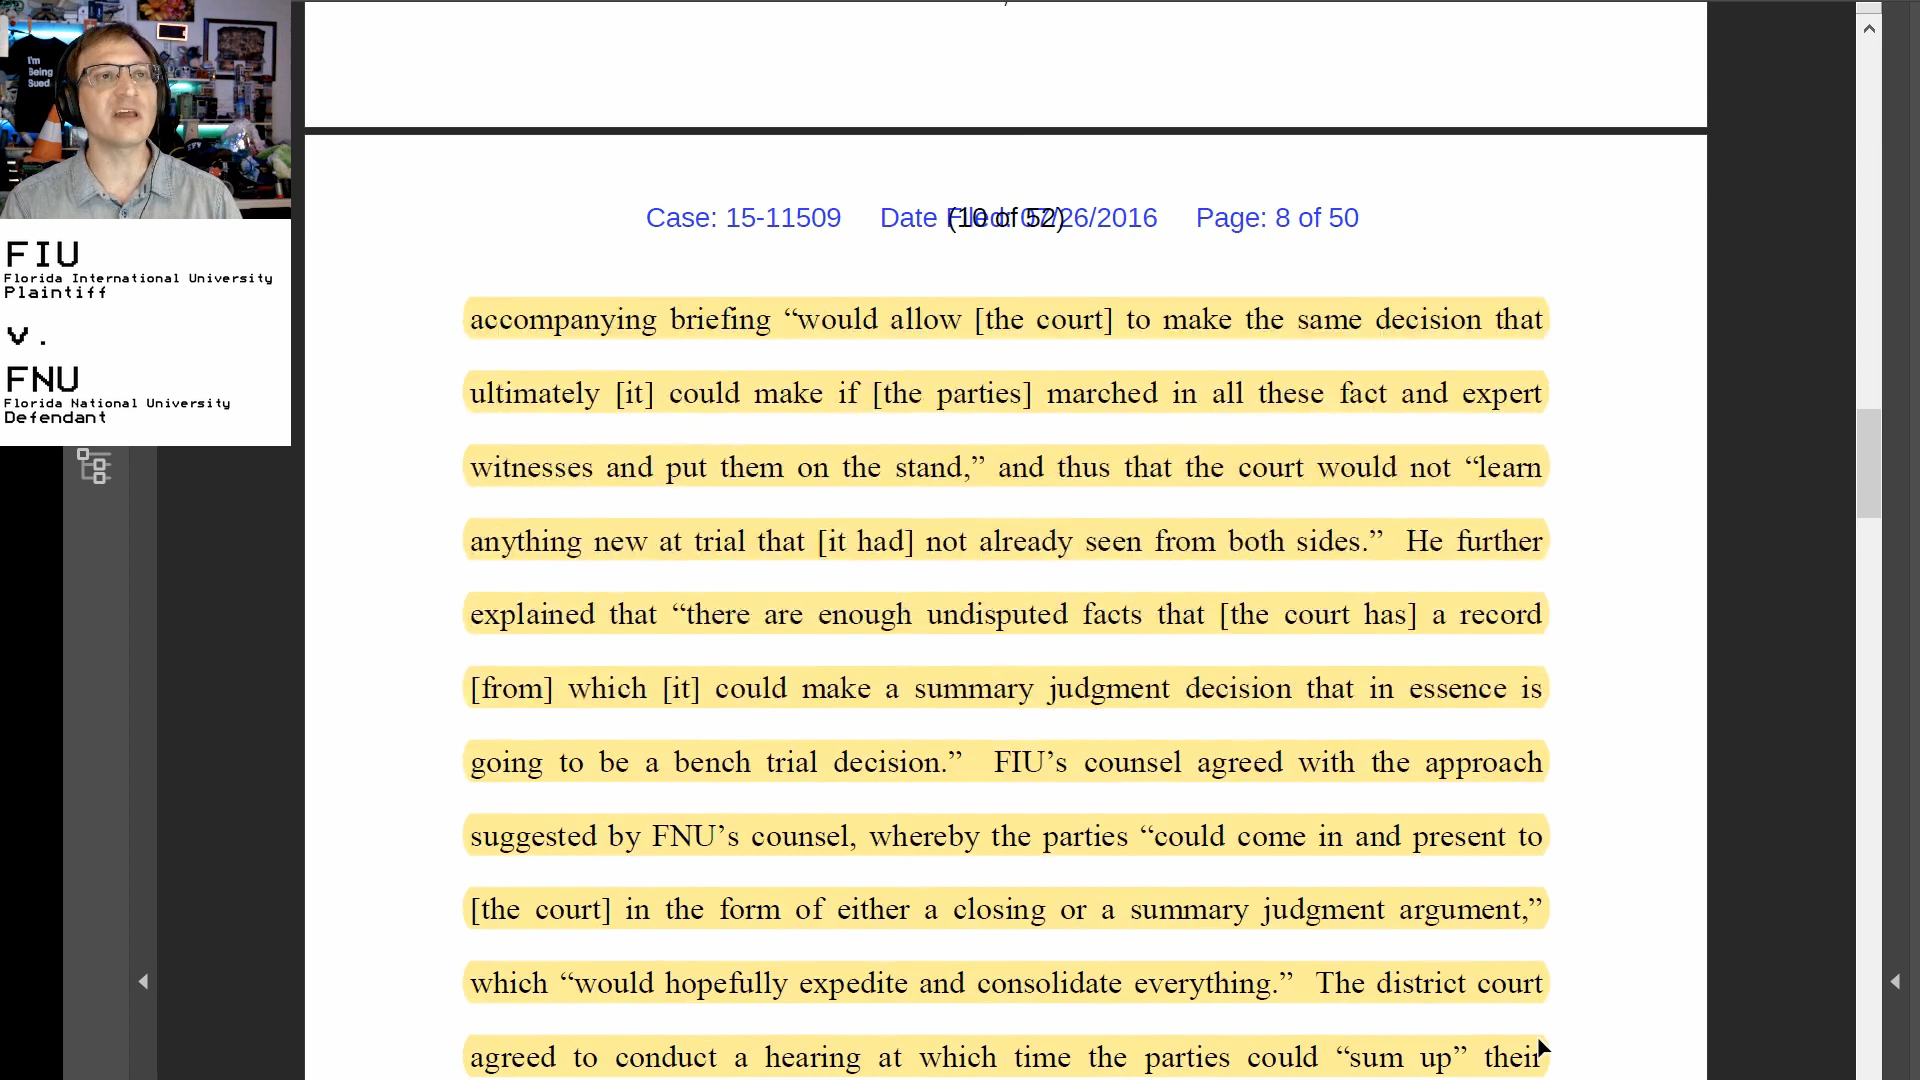 I'm
Being
Sued
FIU
Florida International University
Plaintiff
v.
FNU
Florida National University
Defendant
Case: 15-11509 Date Filed: 07/26/2016 Page: 8 of 50
(10 of 52)
accompanying briefing “would allow [the court] to make the same decision that
ultimately [it] could make if [the parties] marched in all these fact and expert
witnesses and put them on the stand,” and thus that the court would not “learn
anything new at trial that [it had] not already seen from both sides.” He further
explained that “there are enough undisputed facts that [the court has] a record
[from] which [it] could make a summary judgment decision that in essence is
going to be a bench trial decision.” FIU’s counsel agreed with the approach
suggested by FNU’s counsel, whereby the parties “could come in and present to
[the court] in the form of either a closing or a summary judgment argument,”
which “would hopefully expedite and consolidate everything.” The district court
agreed to conduct a hearing at which time the parties could “sum up” their